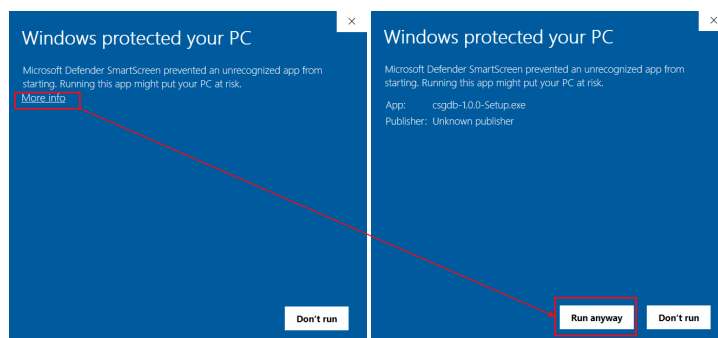 Windows protected your PC
Microsoft Defender SmartScreen prevented an unrecognized app from
starting. Running this app might put your PC at risk.
More info
Don't run
Windows protected your PC
Microsoft Defender SmartScreen prevented an unrecognized app from
starting. Running this app might put your PC at risk.
App: csgdb-1.0.0-Setup.exe
Publisher: Unknown publisher
Run anyway
Don't run